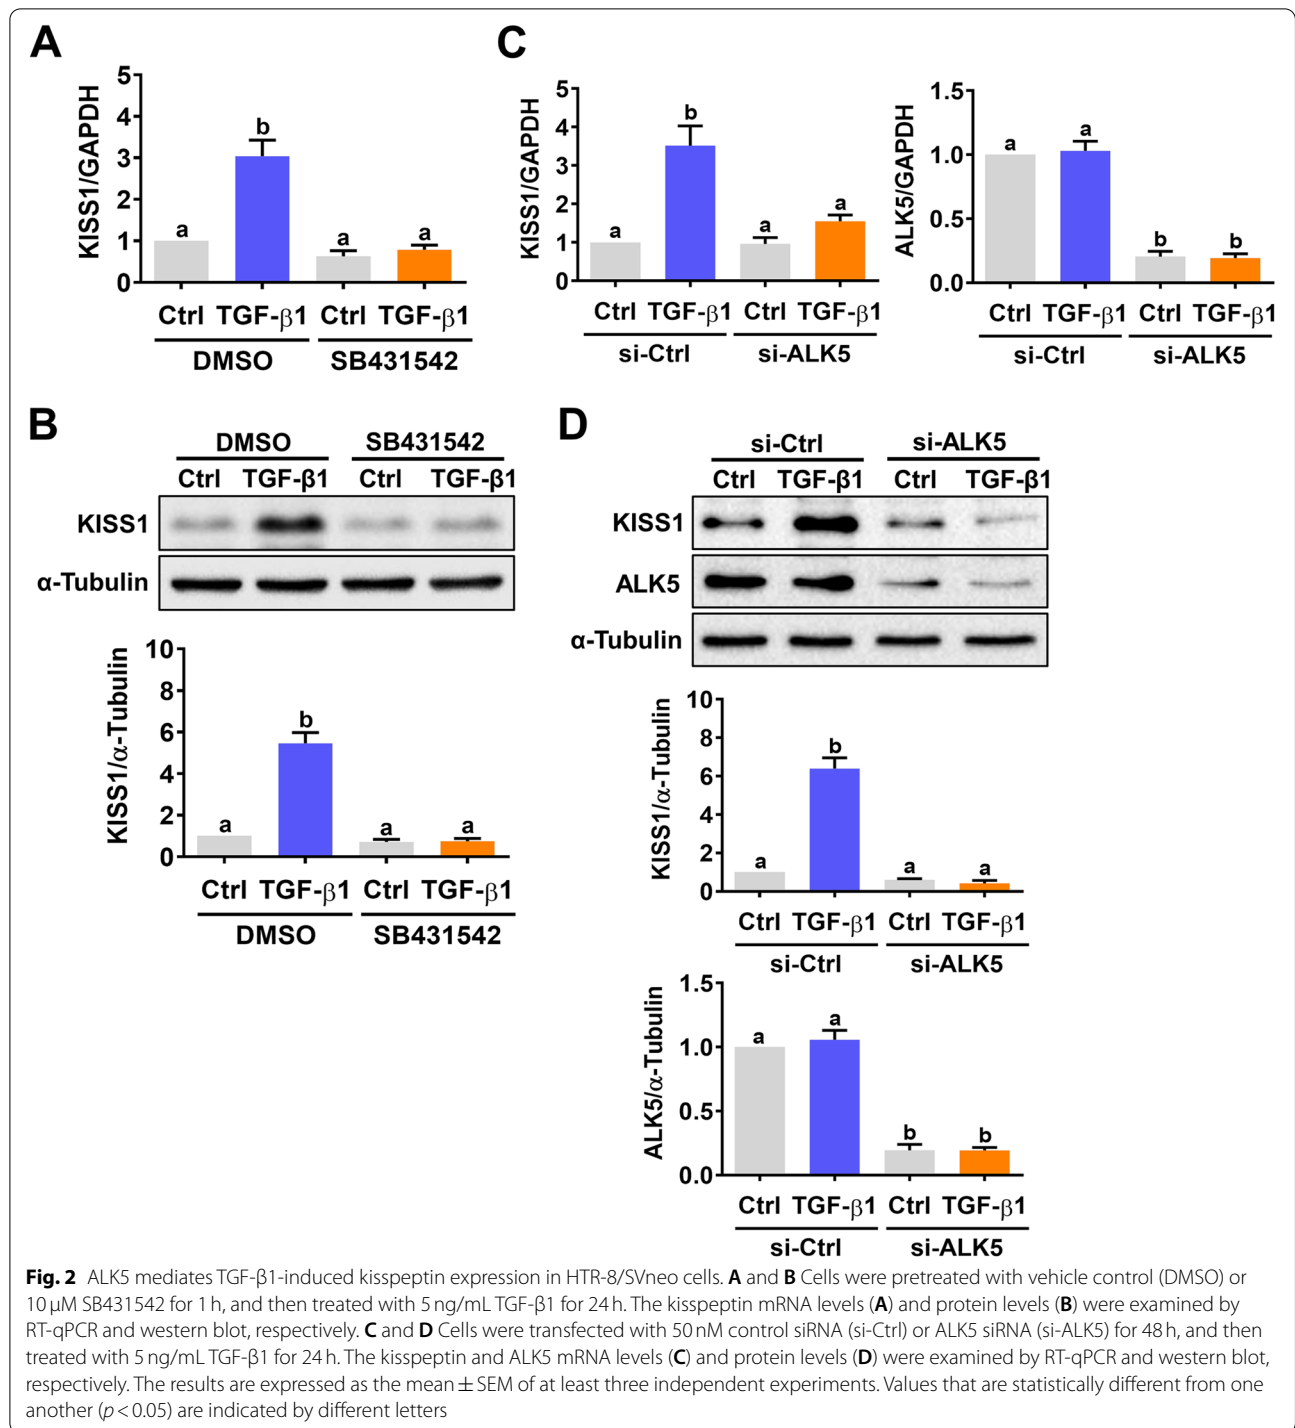 A
KISS1/GAPDH
5
4
3
2
1
0
a
b
a
a
Ctrl TGF-β1 Ctrl TGF-β1
DMSO SB431542
C
KISS1/GAPDH
5
4
3
2
1
0
a
b
a
a
Ctrl TGF-β1 Ctrl TGF-β1
si-Ctrl si-ALK5
ALK5/GAPDH
1.5
1.0
0.5
0.0
a
a
b
b
Ctrl TGF-β1 Ctrl TGF-β1
si-Ctrl si-ALK5
B
DMSO SB431542
Ctrl TGF-β1 Ctrl TGF-β1
KISS1
α-Tubulin
KISS1/α-Tubulin
10
8
6
4
2
0
a
b
a
a
Ctrl TGF-β1 Ctrl TGF-β1
DMSO SB431542
D
si-Ctrl si-ALK5
Ctrl TGF-β1 Ctrl TGF-β1
KISS1
ALK5
α-Tubulin
KISS1/α-Tubulin
10
8
6
4
2
0
a
b
a
a
Ctrl TGF-β1 Ctrl TGF-β1
si-Ctrl si-ALK5
ALK5/α-Tubulin
1.5
1.0
0.5
0.0
a
a
b
b
Ctrl TGF-β1 Ctrl TGF-β1
si-Ctrl si-ALK5
Fig. 2 ALK5 mediates TGF-β1-induced kisspeptin expression in HTR-8/SVneo cells. A and B Cells were pretreated with vehicle control (DMSO) or
10 μM SB431542 for 1 h, and then treated with 5 ng/mL TGF-β1 for 24 h. The kisspeptin mRNA levels (A) and protein levels (B) were examined by
RT-qPCR and western blot, respectively. C and D Cells were transfected with 50 nM control siRNA (si-Ctrl) or ALK5 siRNA (si-ALK5) for 48 h, and then
treated with 5 ng/mL TGF-β1 for 24 h. The kisspeptin and ALK5 mRNA levels (C) and protein levels (D) were examined by RT-qPCR and western blot,
respectively. The results are expressed as the mean ± SEM of at least three independent experiments. Values that are statistically different from one
another (p < 0.05) are indicated by different letters